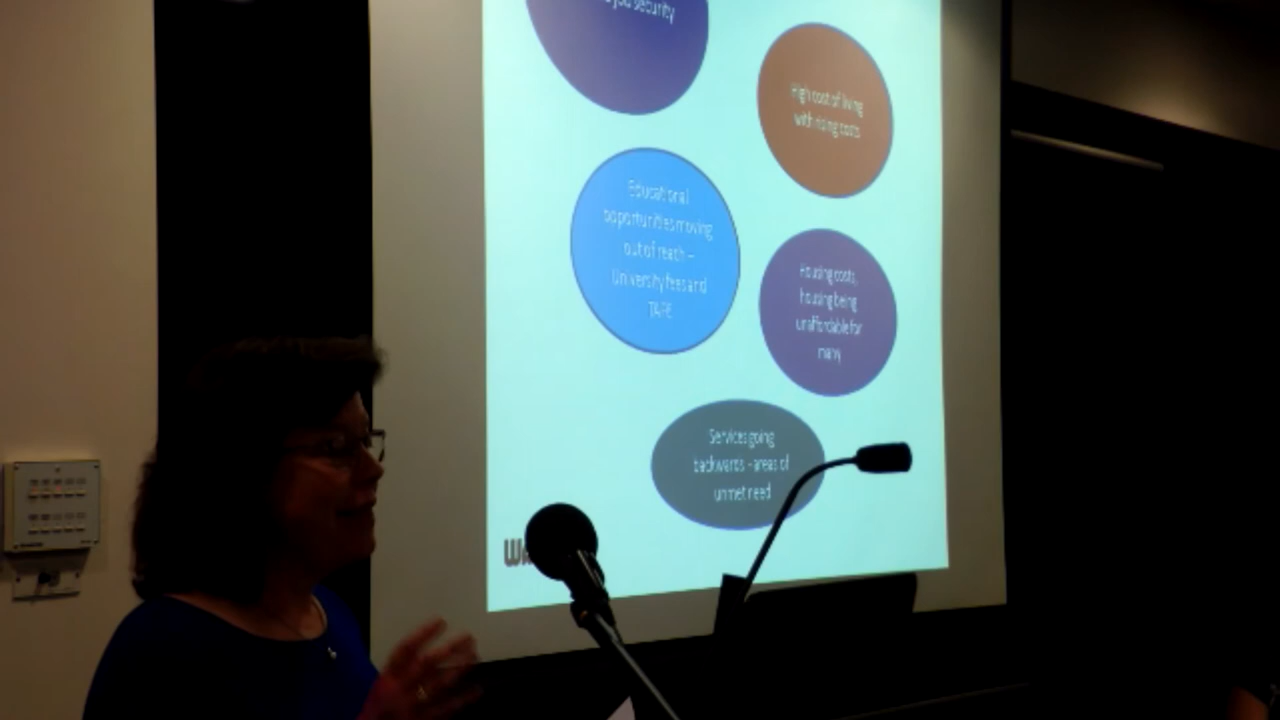 job security
High cost of living
with rising costs
Educational
opportunities moving
out of reach –
University fees and
TAFE
Housing costs,
housing being
unaffordable for
many
Services going
backwards – areas of
unmet need